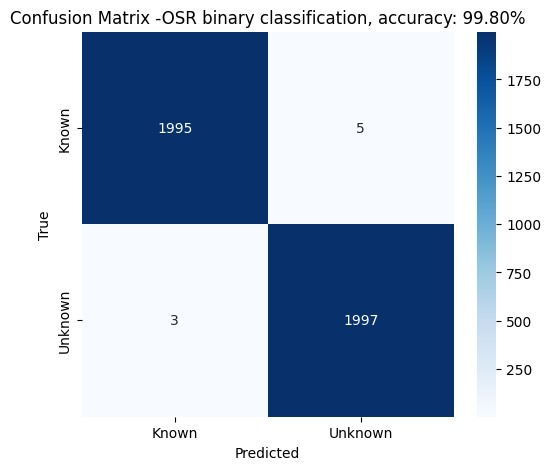 Confusion Matrix -OSR binary classification, accuracy: 99.80%
Known
1995
5
True
Unknown
3
1997
Known
Unknown
Predicted
1750
1500
1250
1000
750
500
250